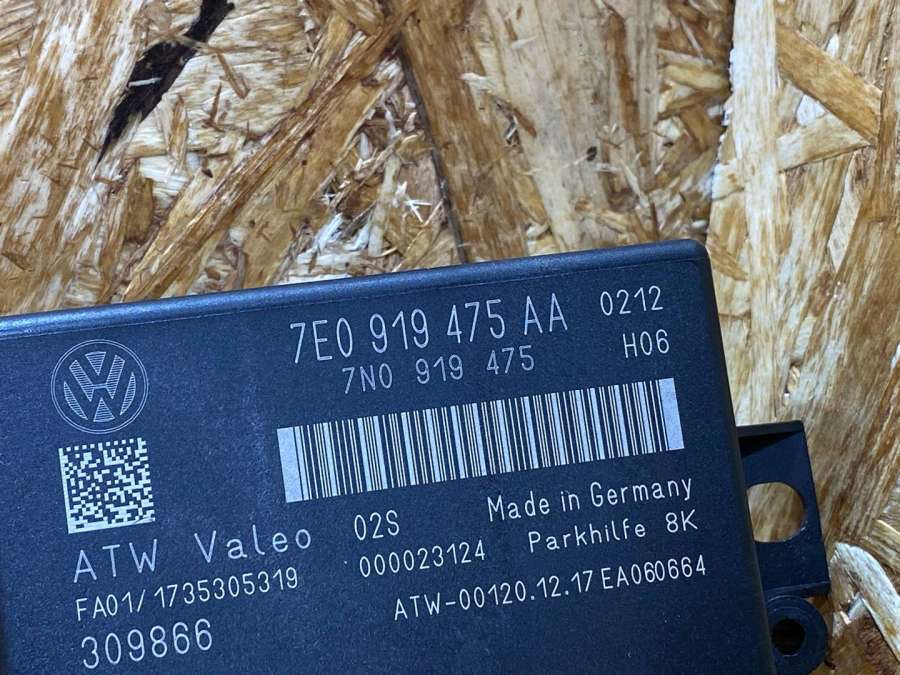 7E0 919 475 AA 0212
7N0 919 475 H06
ATW Valeo 02S Made in Germany
FA01/1735305319 000023124 Parkhilfe 8K
309866 ATW-00120.12.17 EA060664